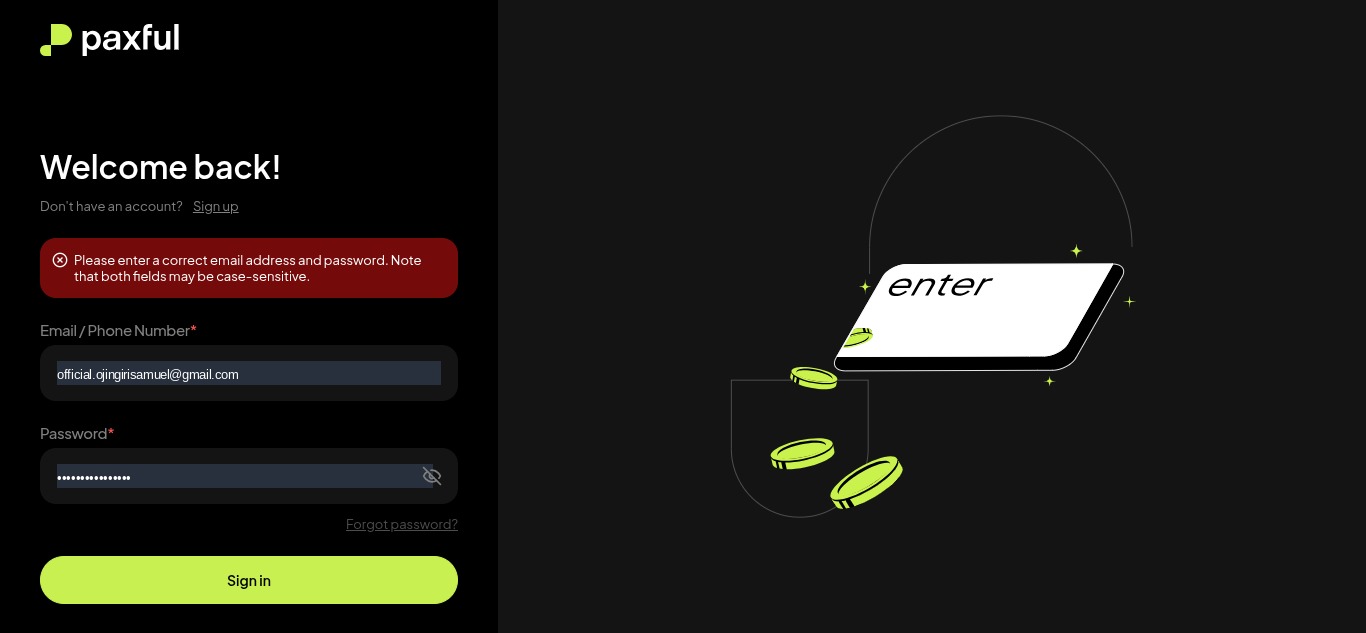 paxful
Welcome back!
Don't have an account? Sign up
Please enter a correct email address and password. Note
that both fields may be case-sensitive.
Email / Phone Number*
official.ojingirisamuel@gmail.com
Password*
••••••••••••••••
Forgot password?
Sign in
enter